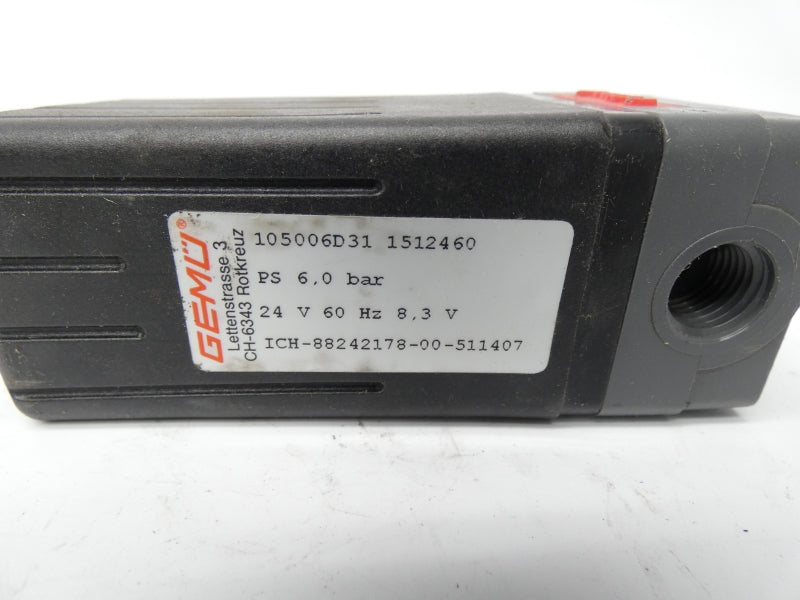 GEMÜ®
Lettenstrasse 3
CH-6343 Rotkreuz
105006D31 1512460
PS 6,0 bar
24 V 60 Hz 8,3 V
ICH-88242178-00-511407